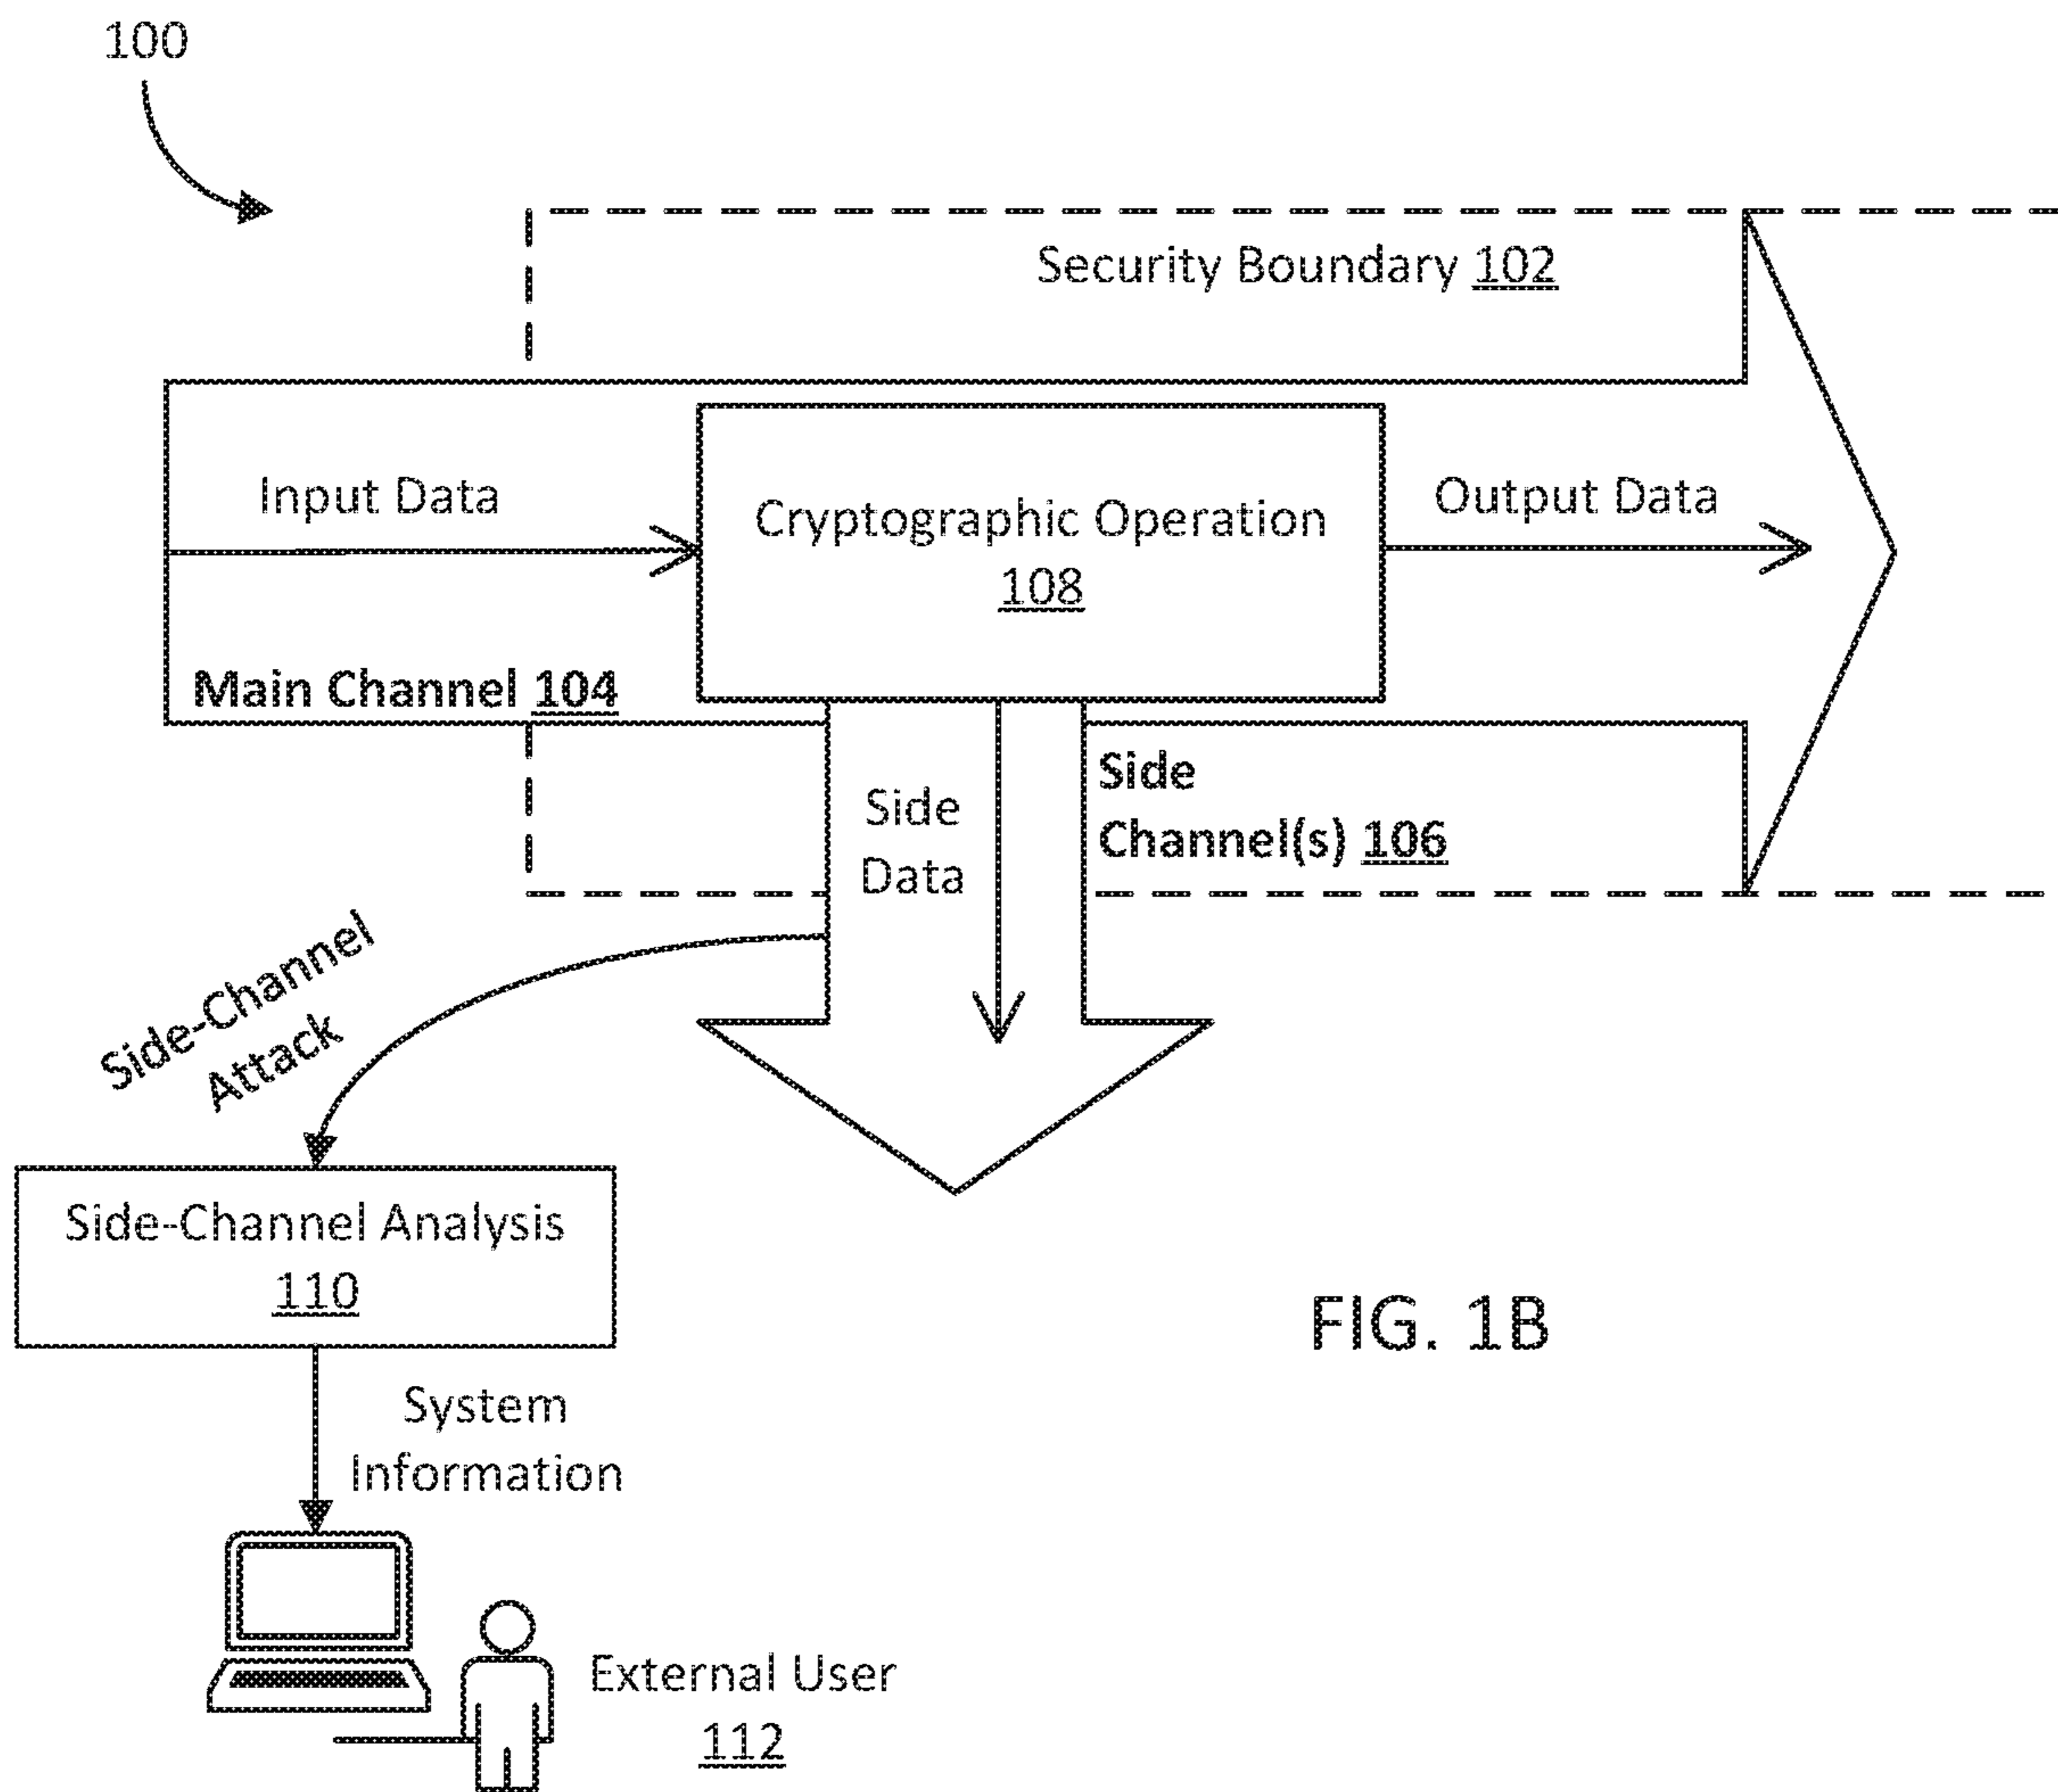 100
Security Boundary 102
Input Data
Cryptographic Operation
108
Output Data
Main Channel 104
Side
Channel(s) 106
Side
Data
Side-Channel
Attack
Side-Channel Analysis
110
System
Information
FIG. 1B
External User
112